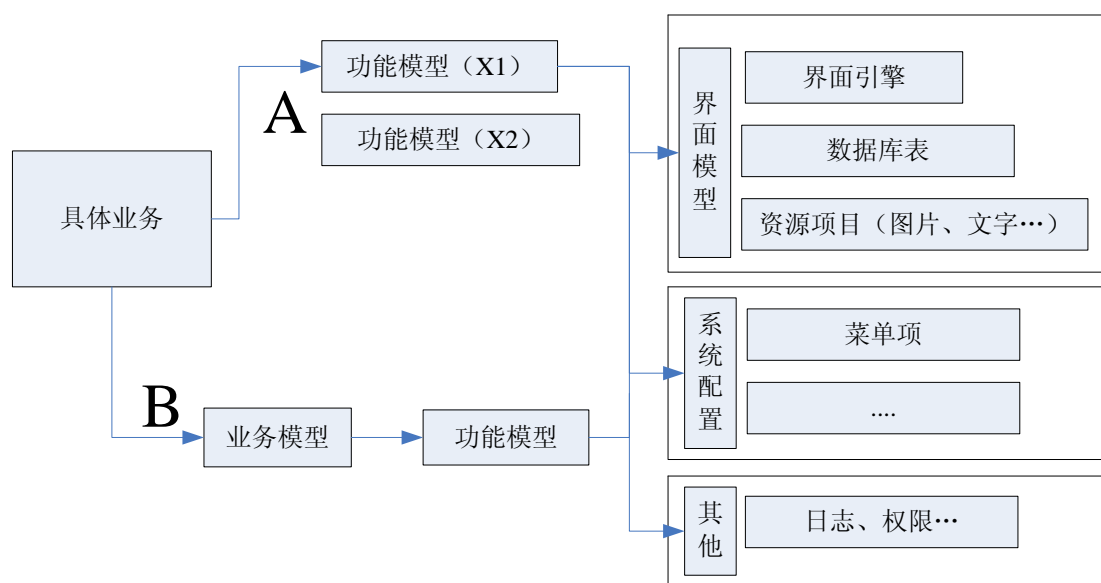 功能模型（X1）
A
功能模型（X2）
具体业务
B
业务模型
功能模型
界面模型
界面引擎
数据库表
资源项目（图片、文字…）
系统配置
菜单项
....
其他
日志、权限…